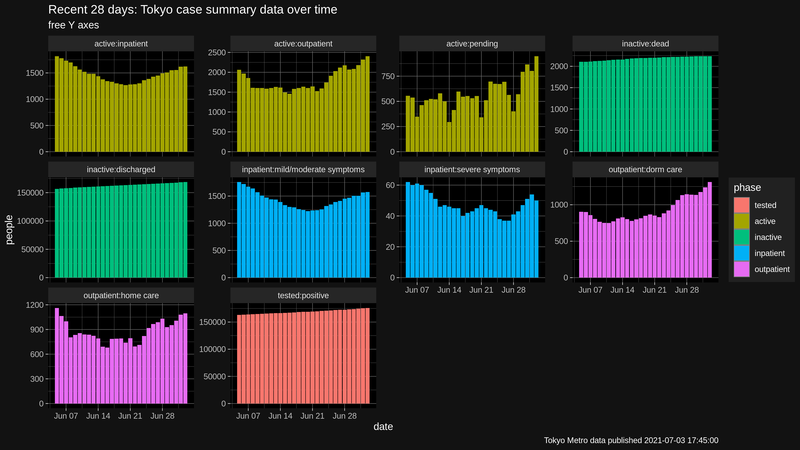 Recent 28 days: Tokyo case summary data over time
free Y axes
active:inpatient
active:outpatient
active:pending
inactive:dead
1500
1000
500
0
2500
2000
1500
1000
500
0
750
500
250
0
2000
1500
1000
500
0
inactive:discharged
inpatient:mild/moderate symptoms
inpatient:severe symptoms
outpatient:dorm care
150000
100000
50000
0
1500
1000
500
0
60
40
20
0
1000
500
0
Jun 07 Jun 14 Jun 21 Jun 28
Jun 07 Jun 14 Jun 21 Jun 28
outpatient:home care
tested:positive
1200
900
600
300
0
150000
100000
50000
0
Jun 07 Jun 14 Jun 21 Jun 28
Jun 07 Jun 14 Jun 21 Jun 28
people
date
phase
tested
active
inactive
inpatient
outpatient
Tokyo Metro data published 2021-07-03 17:45:00